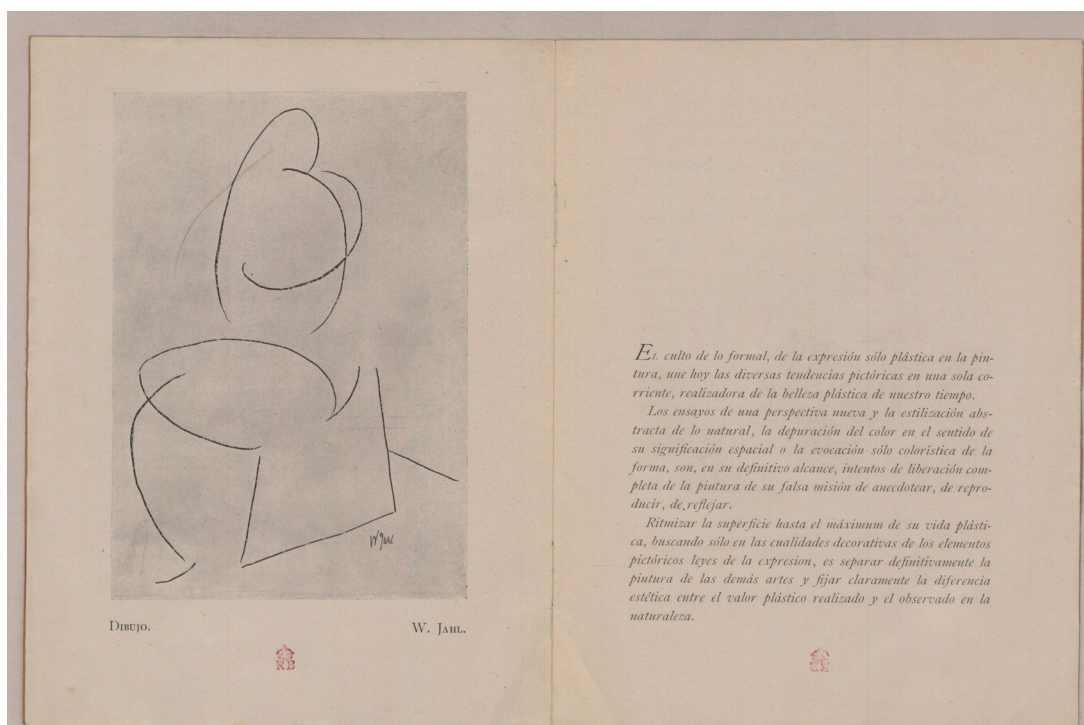 W Jahl
DIBUJO.
W. JAHL.
RB
EL culto de lo formal, de la expresión sólo plástica en la pin-
tura, une hoy las diversas tendencias pictóricas en una sola co-
rriente, realizadora de la belleza plástica de nuestro tiempo.
Los ensayos de una perspectiva nueva y la estilización abs-
tracta de lo natural, la depuración del color en el sentido de
su significación espacial o la evocación sólo colorística de la
forma, son, en su definitivo alcance, intentos de liberación com-
pleta de la pintura de su falsa misión de anecdotear, de repro-
ducir, de reflejar.
Ritmizar la superficie hasta el máximum de su vida plásti-
ca, buscando sólo en las cualidades decorativas de los elementos
pictóricos leyes de la expresion, es separar definitivamente la
pintura de las demás artes y fijar claramente la diferencia
estética entre el valor plástico realizado y el observado en la
naturaleza.